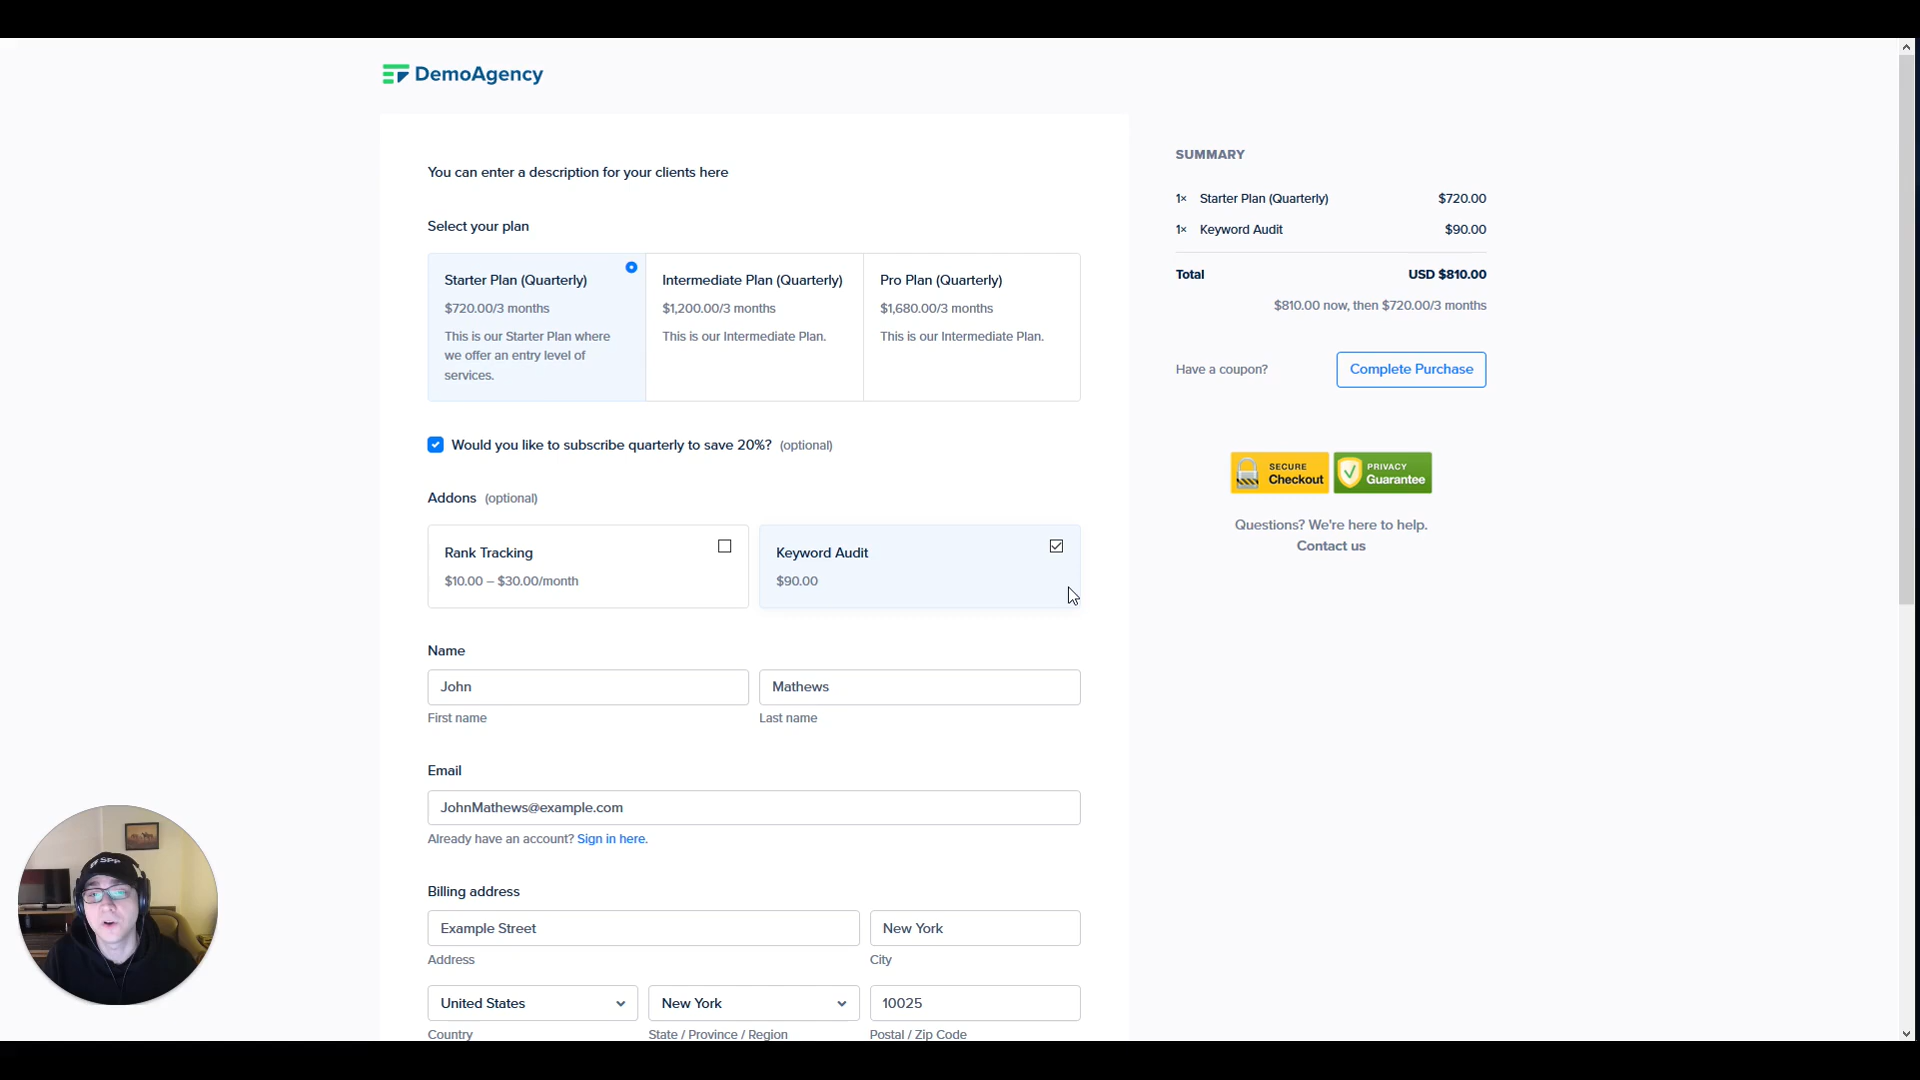 DemoAgency
You can enter a description for your clients here
Select your plan
Starter Plan (Quarterly)
$720.00/3 months
This is our Starter Plan where
we offer an entry level of
services.
Intermediate Plan (Quarterly)
$1,200.00/3 months
This is our Intermediate Plan.
Pro Plan (Quarterly)
$1,680.00/3 months
This is our Intermediate Plan.
Would you like to subscribe quarterly to save 20%? (optional)
Addons (optional)
Rank Tracking
$10.00 – $30.00/month
Keyword Audit
$90.00
Name
John
First name
Mathews
Last name
Email
JohnMathews@example.com
Already have an account? Sign in here.
Billing address
Example Street
Address
New York
City
United States
Country
New York
State / Province / Region
10025
Postal / Zip Code
SUMMARY
1× Starter Plan (Quarterly) $720.00
1× Keyword Audit $90.00
Total USD $810.00
$810.00 now, then $720.00/3 months
Have a coupon?
Complete Purchase
SECURE
Checkout
PRIVACY
Guarantee
Questions? We're here to help.
Contact us
SPP